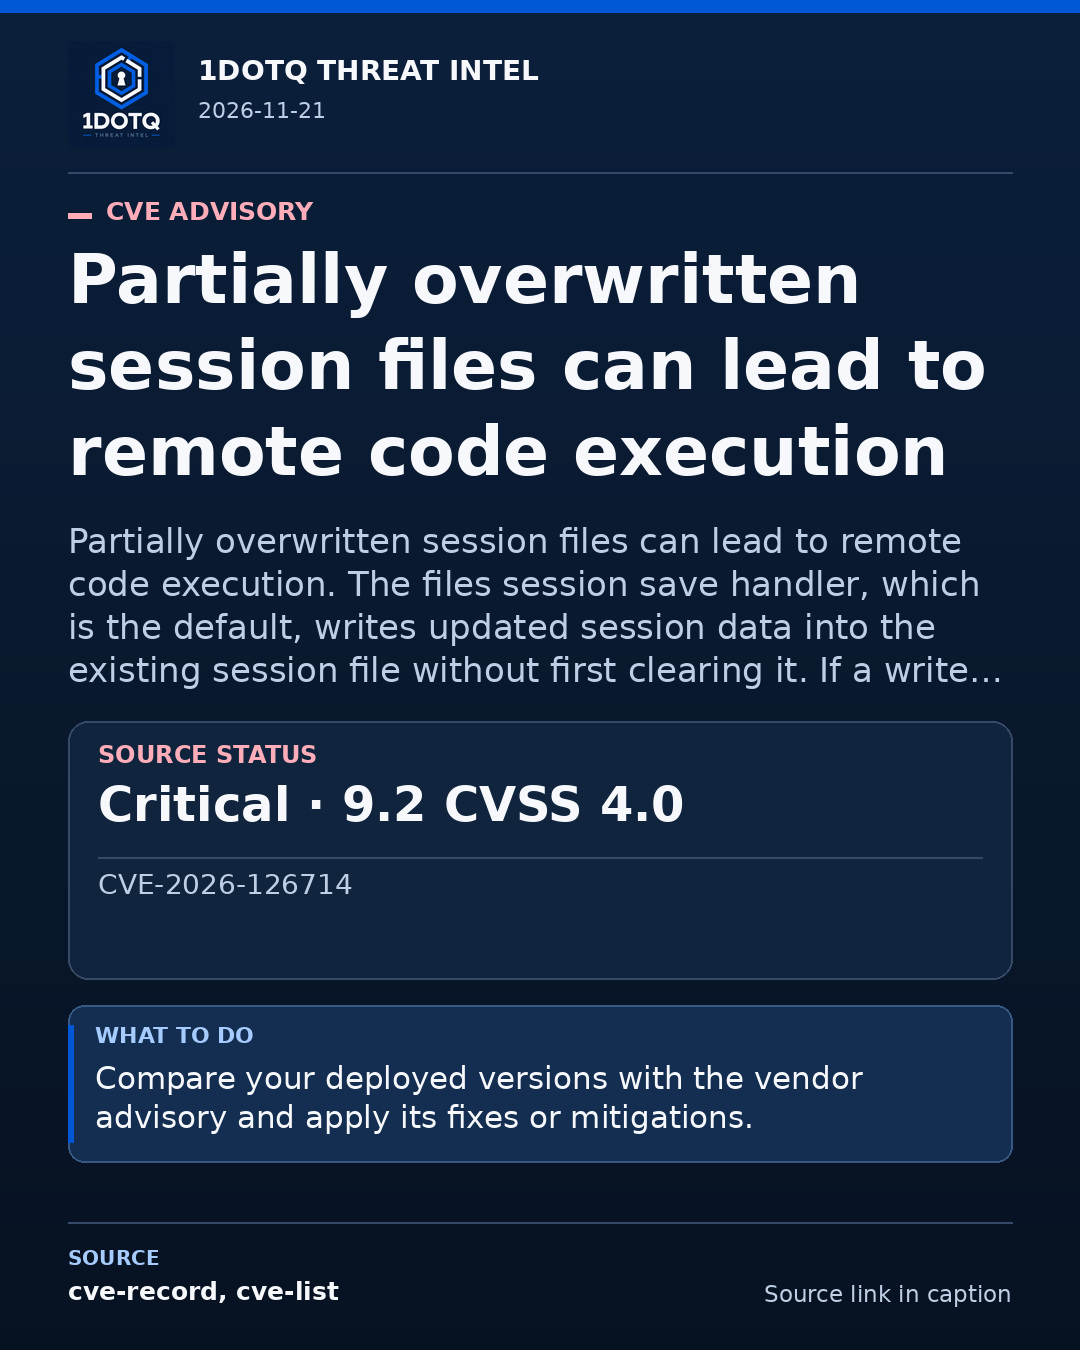 1DOTQ
THREAT INTEL
1DOTQ THREAT INTEL
2026-11-21
CVE ADVISORY
Partially overwritten
session files can lead to
remote code execution
Partially overwritten session files can lead to remote
code execution. The files session save handler, which
is the default, writes updated session data into the
existing session file without first clearing it. If a write...
SOURCE STATUS
Critical · 9.2 CVSS 4.0
CVE-2026-126714
WHAT TO DO
Compare your deployed versions with the vendor
advisory and apply its fixes or mitigations.
SOURCE
cve-record, cve-list
Source link in caption